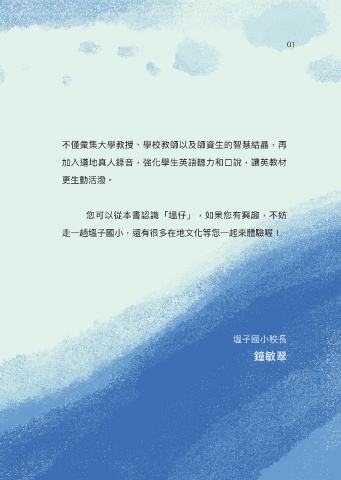 01
不僅彙集大學教授、學校教師以及師資生的智慧結晶，再
加入道地真人錄音，強化學生英語聽力和口說，讓英教材
更生動活潑。
您可以從本書認識「塭仔」，如果您有興趣，不妨
走一趟塭子國小，還有很多在地文化等您一起來體驗喔！
塭子國小校長
鐘敏翠